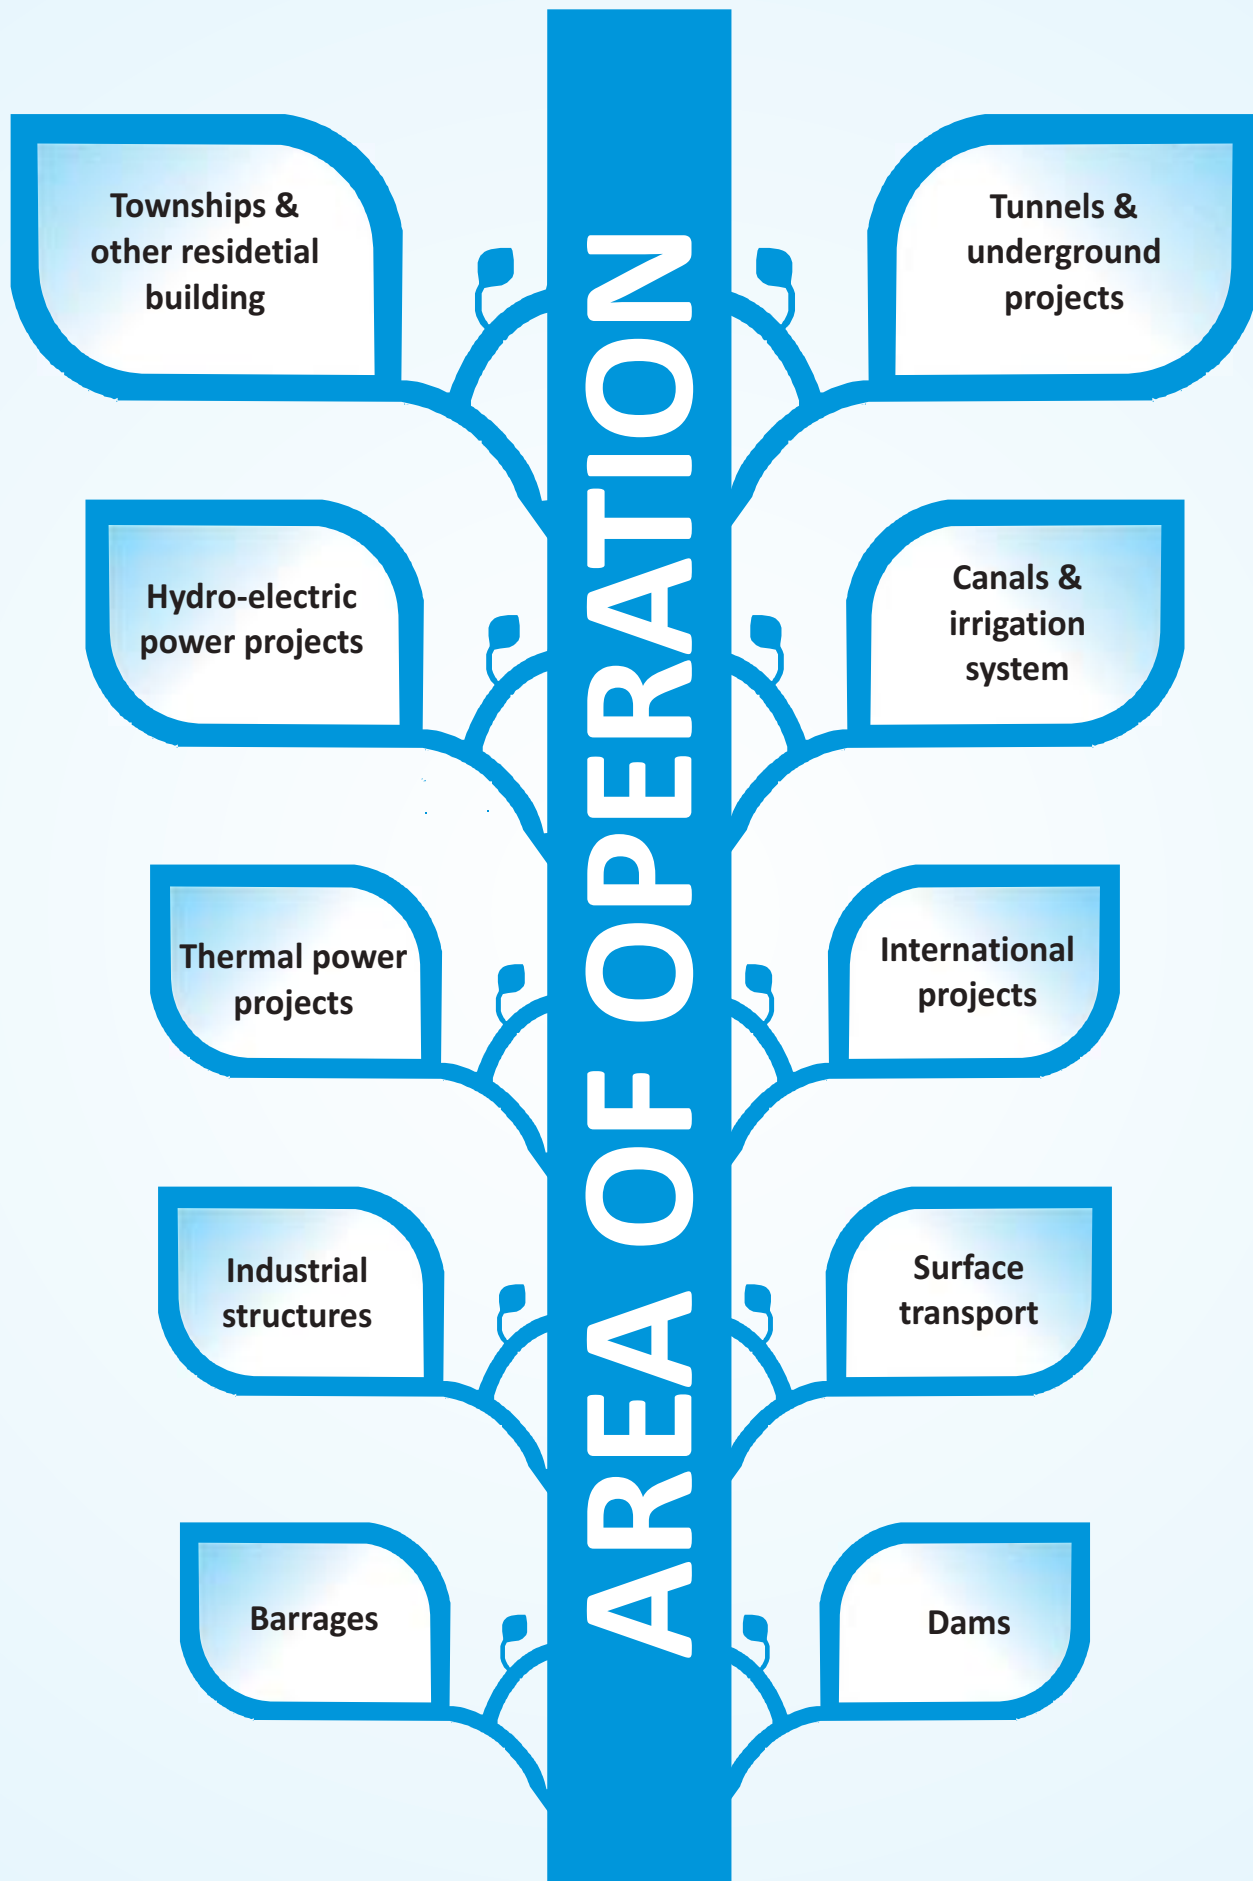 AREA OF OPERATION
Townships &
other residetial
building
Tunnels &
underground
projects
Hydro-electric
power projects
Canals &
irrigation
system
Thermal power
projects
International
projects
Industrial
structures
Surface
transport
Barrages
Dams